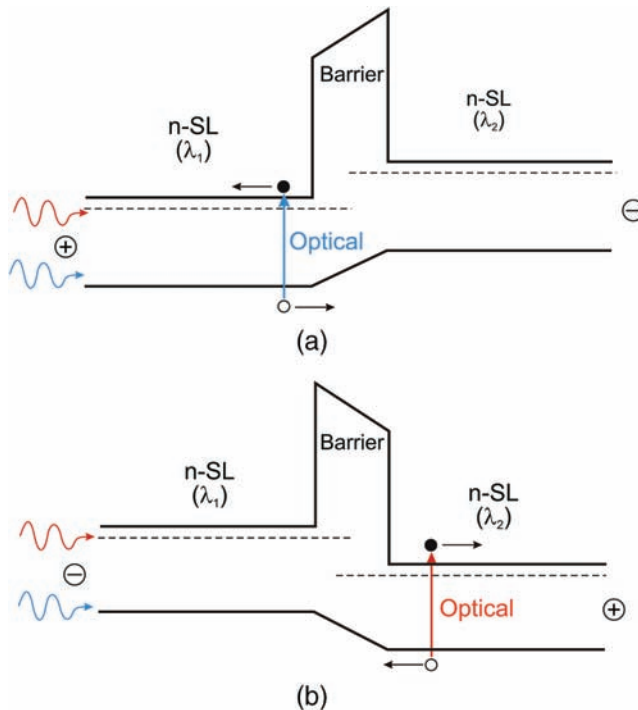 Barrier
n-SL
(λ₁)
n-SL
(λ₂)
+
−
Optical
(a)
Barrier
n-SL
(λ₁)
n-SL
(λ₂)
−
+
Optical
(b)